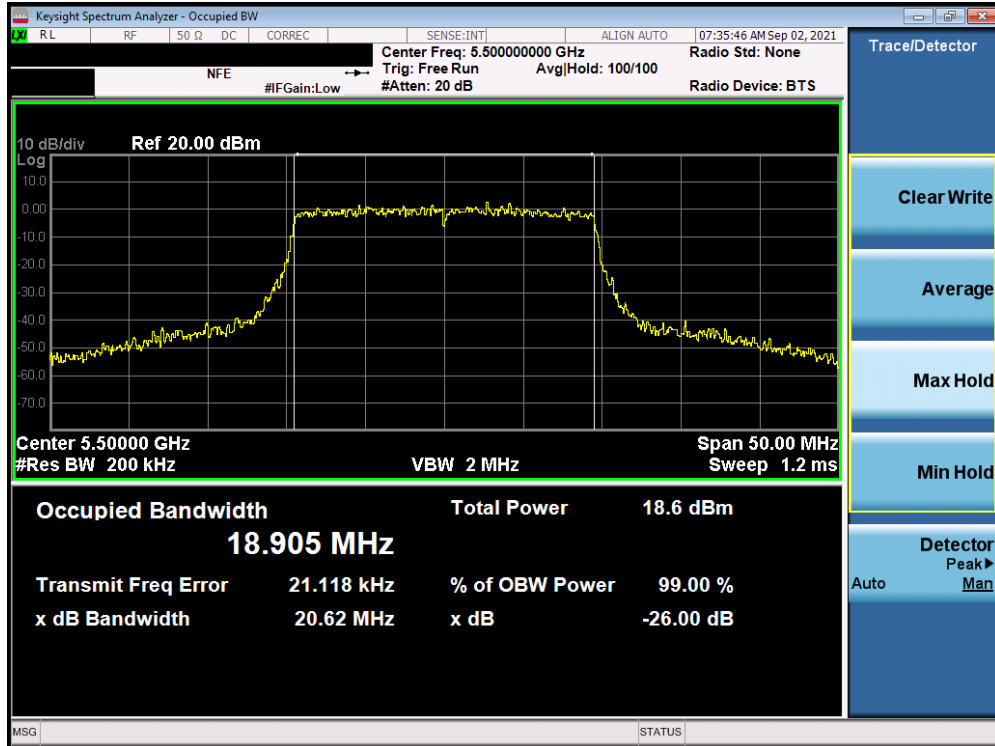 Keysight Spectrum Analyzer - Occupied BW
LXI RL RF 50 Ω DC CORREC SENSE:INT ALIGN AUTO 07:35:46 AM Sep 02, 2021
Center Freq: 5.500000000 GHz Radio Std: None
NFE Trig: Free Run Avg|Hold: 100/100
#IFGain:Low #Atten: 20 dB Radio Device: BTS
Trace/Detector
10 dB/div Ref 20.00 dBm
Log
10.0
0.00
-10.0
-20.0
-30.0
-40.0
-50.0
-60.0
-70.0
Center 5.50000 GHz Span 50.00 MHz
#Res BW 200 kHz VBW 2 MHz Sweep 1.2 ms
Occupied Bandwidth Total Power 18.6 dBm
18.905 MHz
Transmit Freq Error 21.118 kHz % of OBW Power 99.00 %
x dB Bandwidth 20.62 MHz x dB -26.00 dB
Clear Write
Average
Max Hold
Min Hold
Detector
Peak▶
Auto Man
MSG STATUS